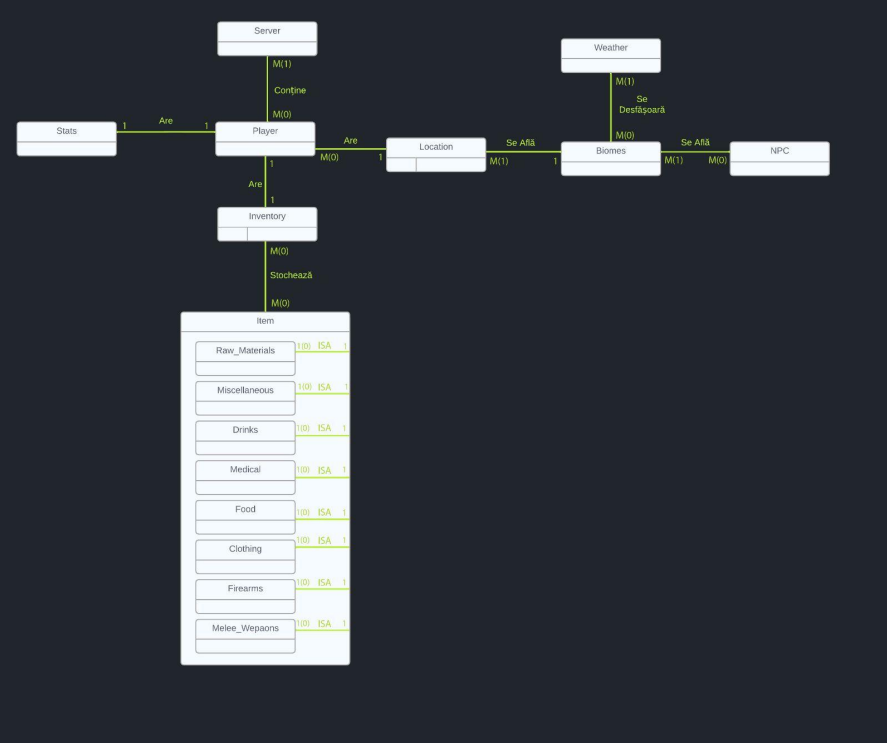 Server
M(1)
Conține
M(0)
Weather
M(1)
Se
Desfășoară
M(0)
Stats
1
Are
1
Player
M(0)
Are
1
Location
M(1)
Se Află
1
Biomes
M(1)
Se Află
M(0)
NPC
1
Are
1
Inventory
M(0)
Stochează
M(0)
Item
Raw_Materials
1(0) ISA 1
Miscellaneous
1(0) ISA 1
Drinks
1(0) ISA 1
Medical
1(0) ISA 1
Food
1(0) ISA 1
Clothing
1(0) ISA 1
Firearms
1(0) ISA 1
Melee_Wepaons
1(0) ISA 1